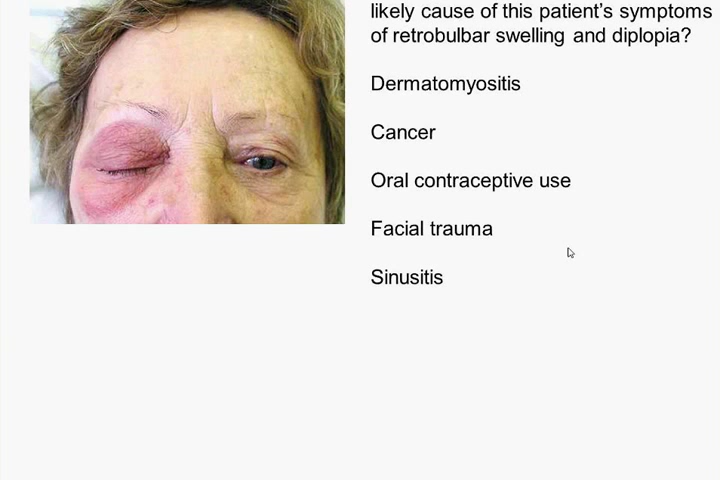 likely cause of this patient’s symptoms
of retrobulbar swelling and diplopia?
Dermatomyositis
Cancer
Oral contraceptive use
Facial trauma
Sinusitis